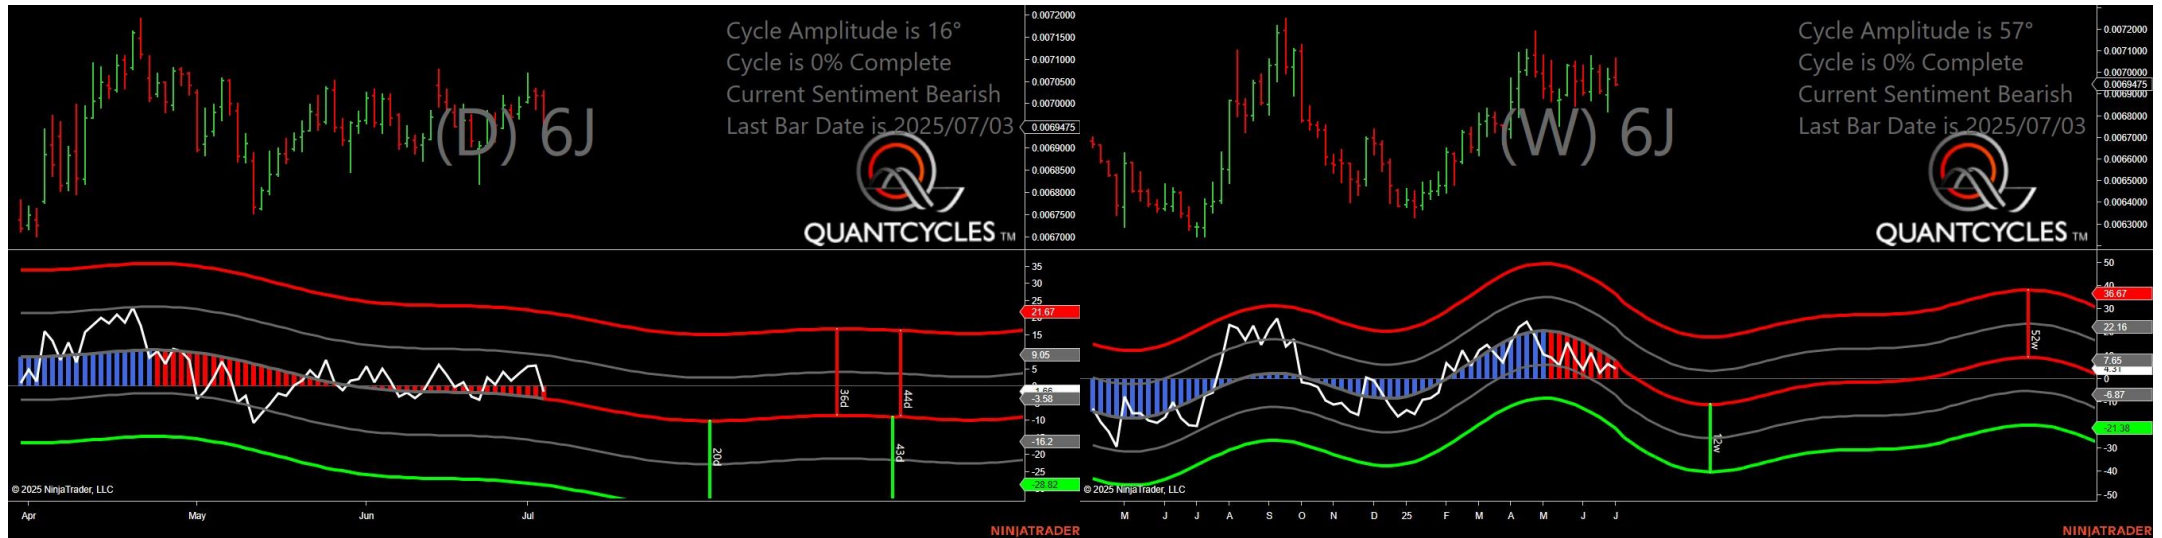 Cycle Amplitude is 16°
Cycle is 0% Complete
Current Sentiment Bearish
Last Bar Date is 2025/07/03
(D) 6J
QUANTCYCLES TM
0.0072000
0.0071500
0.0071000
0.0070500
0.0070000
0.0069475
0.0069000
0.0068500
0.0068000
0.0067500
0.0067000
35
30
25
21.67
15
9.05
5
-3.58
-10
-16.2
-20
-25
-28.82
36d
44d
20d
43d
© 2025 NinjaTrader, LLC
Apr
May
Jun
Jul
NINJATRADER
Cycle Amplitude is 57°
Cycle is 0% Complete
Current Sentiment Bearish
Last Bar Date is 2025/07/03
(W) 6J
QUANTCYCLES TM
0.0072000
0.0071000
0.0070000
0.0069475
0.0069000
0.0068000
0.0067000
0.0066000
0.0065000
0.0064000
0.0063000
50
40
36.67
30
22.16
7.65
4.31
0
-6.87
-21.38
-30
-40
-50
52w
12w
© 2025 NinjaTrader, LLC
M J J A S O N D 25 F M A M J J
NINJATRADER